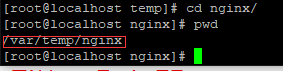 [root@localhost temp]# cd nginx/
[root@localhost nginx]# pwd
/var/temp/nginx
[root@localhost nginx]#